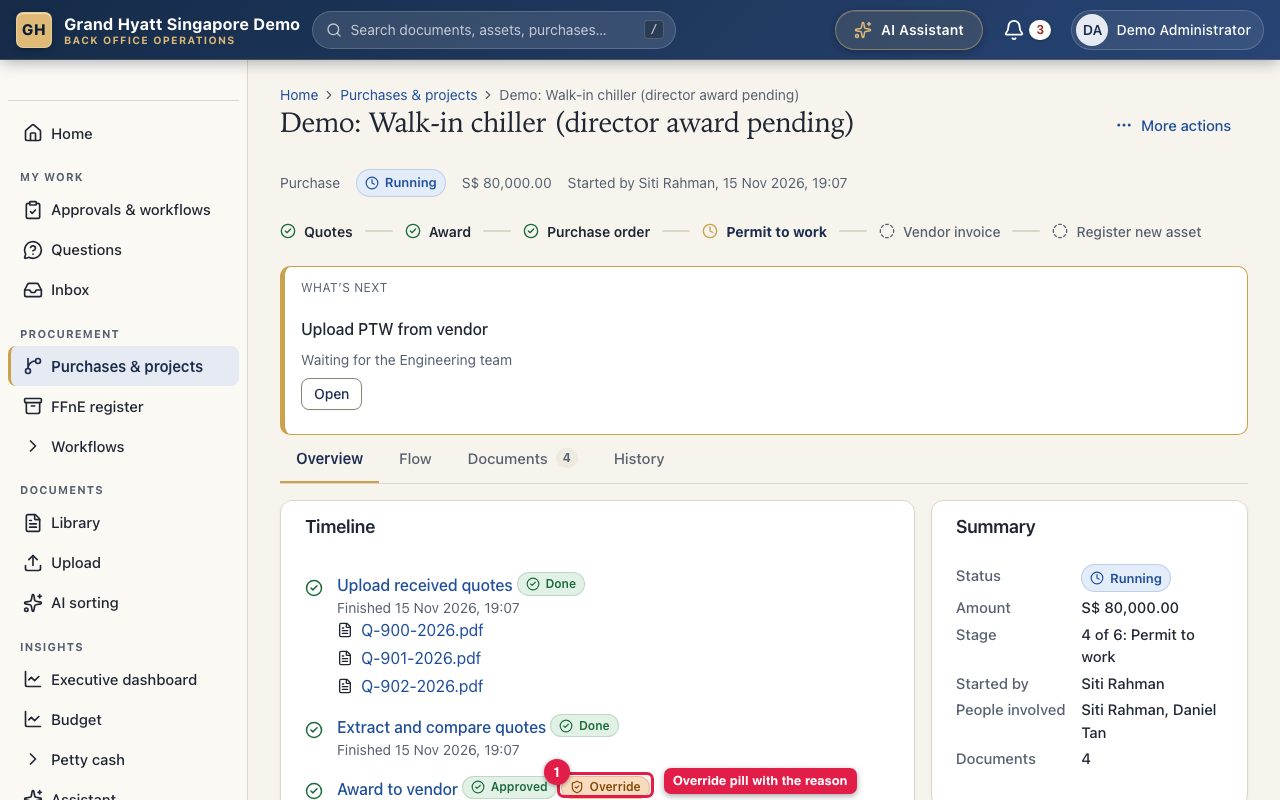 GH
Grand Hyatt Singapore Demo
BACK OFFICE OPERATIONS
Search documents, assets, purchases... /
AI Assistant
3
DA Demo Administrator
Home
MY WORK
Approvals & workflows
Questions
Inbox
PROCUREMENT
Purchases & projects
FFnE register
Workflows
DOCUMENTS
Library
Upload
AI sorting
INSIGHTS
Executive dashboard
Budget
Petty cash
Assistant
Home > Purchases & projects > Demo: Walk-in chiller (director award pending)
Demo: Walk-in chiller (director award pending)
More actions
Purchase Running S$ 80,000.00 Started by Siti Rahman, 15 Nov 2026, 19:07
Quotes Award Purchase order Permit to work Vendor invoice Register new asset
WHAT'S NEXT
Upload PTW from vendor
Waiting for the Engineering team
Open
Overview Flow Documents 4 History
Timeline
Upload received quotes Done
Finished 15 Nov 2026, 19:07
Q-900-2026.pdf
Q-901-2026.pdf
Q-902-2026.pdf
Extract and compare quotes Done
Finished 15 Nov 2026, 19:07
Award to vendor Approved 1 Override Override pill with the reason
Summary
Status Running
Amount S$ 80,000.00
Stage 4 of 6: Permit to
work
Started by Siti Rahman
People involved Siti Rahman, Daniel
Tan
Documents 4